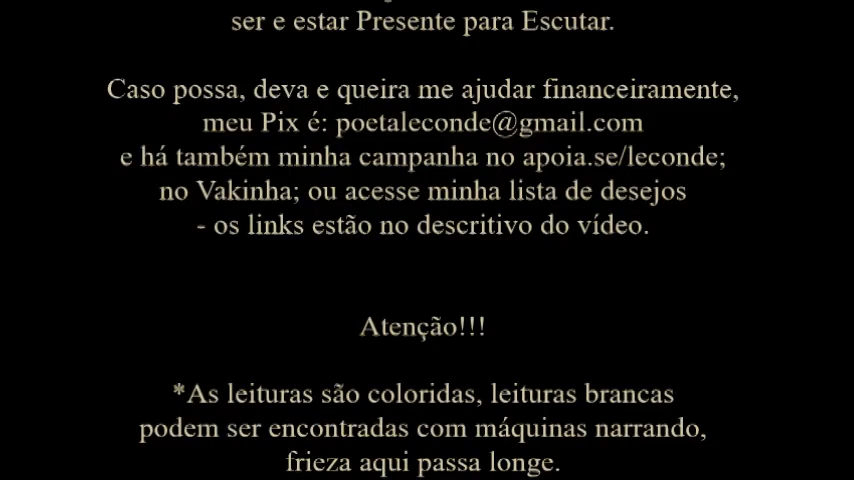 ser e estar Presente para Escutar.
Caso possa, deva e queira me ajudar financeiramente,
meu Pix é: poetaleconde@gmail.com
e há também minha campanha no apoia.se/leconde;
no Vakinha; ou acesse minha lista de desejos
- os links estão no descritivo do vídeo.
Atenção!!!
*As leituras são coloridas, leituras brancas
podem ser encontradas com máquinas narrando,
frieza aqui passa longe.